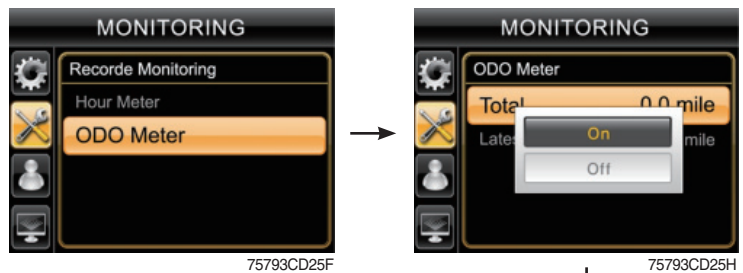 MONITORING
Recorde Monitoring
Hour Meter
ODO Meter
75793CD25F
MONITORING
ODO Meter
Total 0.0 mile
Lates mile
On
Off
75793CD25H